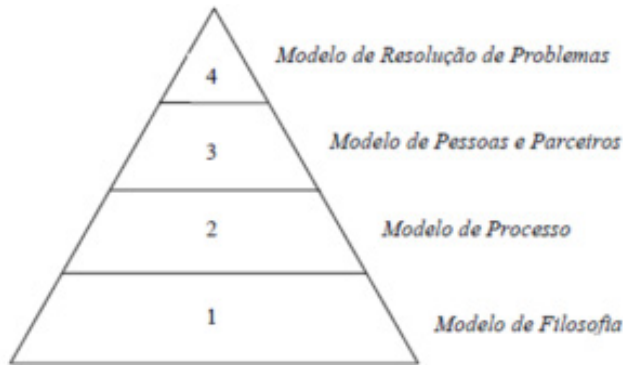 4
Modelo de Resolução de Problemas
3
Modelo de Pessoas e Parceiros
2
Modelo de Processo
1
Modelo de Filosofia